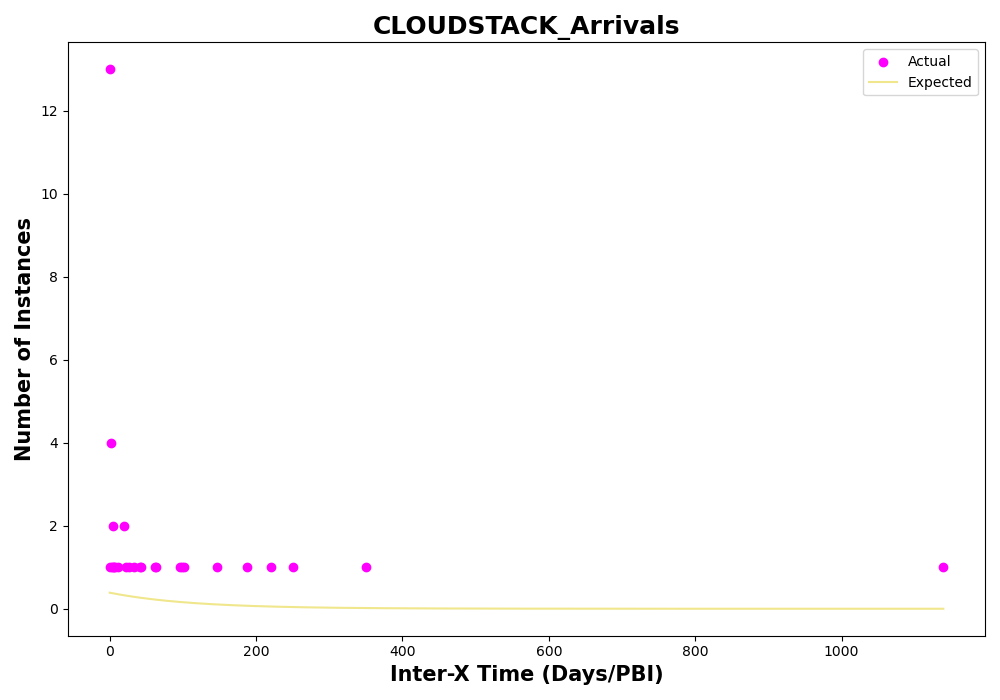 CLOUDSTACK_Arrivals
Actual
Expected
12
10
8
6
4
2
0
Number of Instances
0 200 400 600 800 1000
Inter-X Time (Days/PBI)